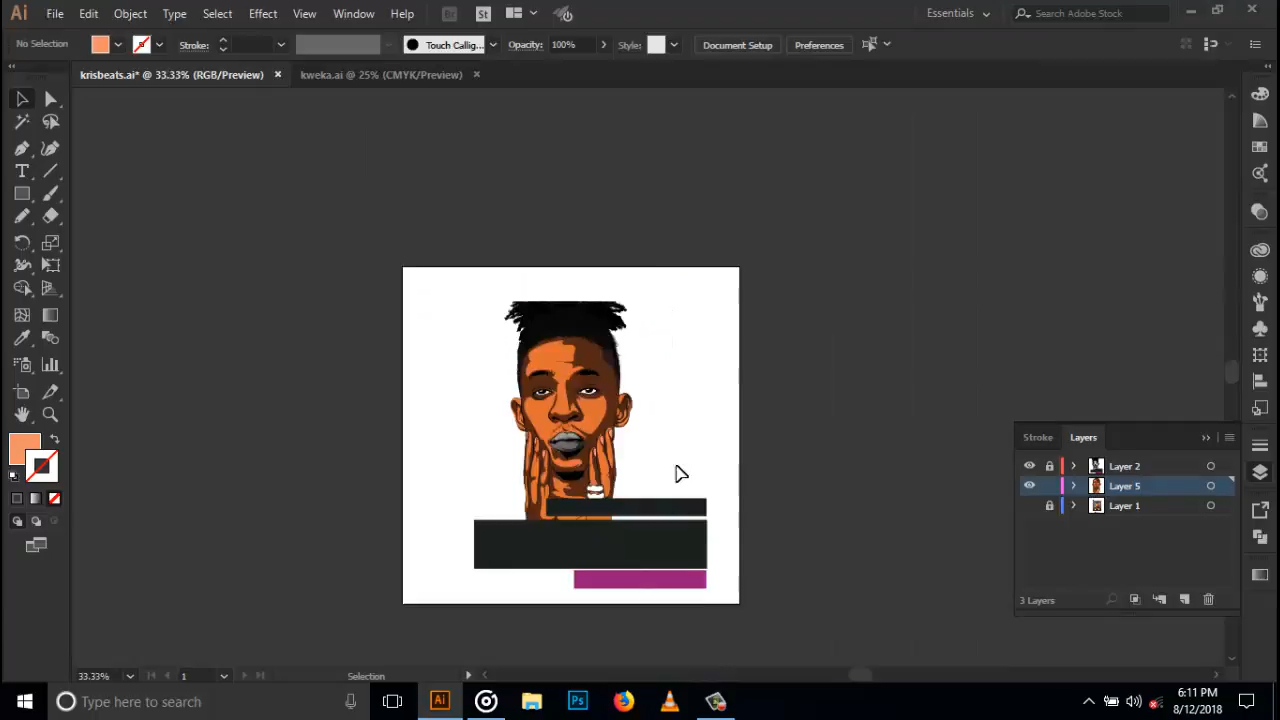 Ai File Edit Object Type Select Effect View Window Help Br St Essentials Search Adobe Stock
No Selection Stroke: Touch Callig... Opacity: 100% Style: Document Setup Preferences
krisbeats.ai* @ 33.33% (RGB/Preview) kweka.ai @ 25% (CMYK/Preview)
Stroke Layers
Layer 2
Layer 5
Layer 1
3 Layers
33.33% 1 Selection
Type here to search Ai Ps 6:11 PM
8/12/2018